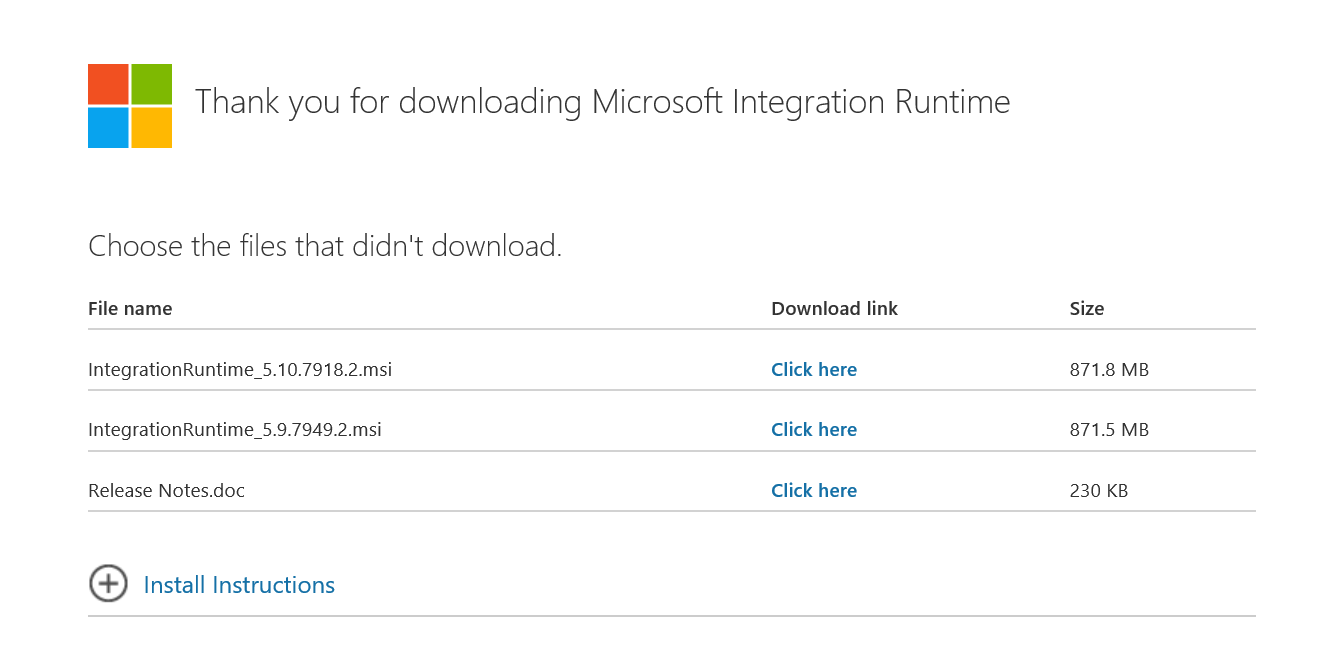 Thank you for downloading Microsoft Integration Runtime
Choose the files that didn't download.
File name Download link Size
IntegrationRuntime_5.10.7918.2.msi Click here 871.8 MB
IntegrationRuntime_5.9.7949.2.msi Click here 871.5 MB
Release Notes.doc Click here 230 KB
Install Instructions